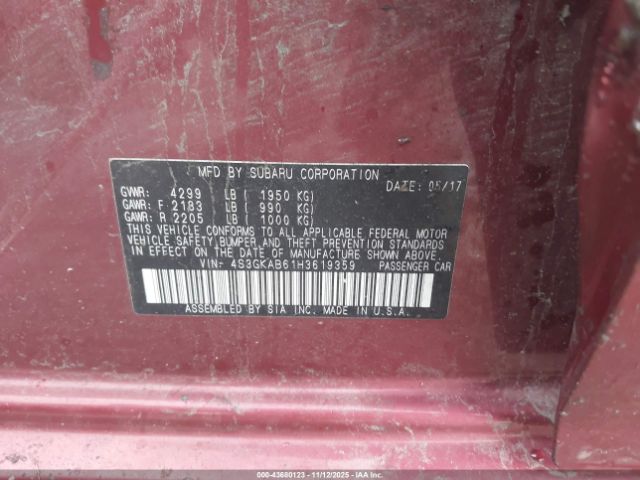 MFD BY SUBARU CORPORATION
DATE: 05/17
GVWR: 4299 LB ( 1950 KG)
GAWR: F 2183 LB ( 990 KG)
GAWR: R 2205 LB ( 1000 KG)
THIS VEHICLE CONFORMS TO ALL APPLICABLE FEDERAL MOTOR
VEHICLE SAFETY, BUMPER, AND THEFT PREVENTION STANDARDS
IN EFFECT ON THE DATE OF MANUFACTURE SHOWN ABOVE.
VIN: 4S3GKAB61H3619359 PASSENGER CAR
ASSEMBLED BY SIA INC. MADE IN U.S.A.
000-43680123 - 11/12/2025 - IAAI.COM